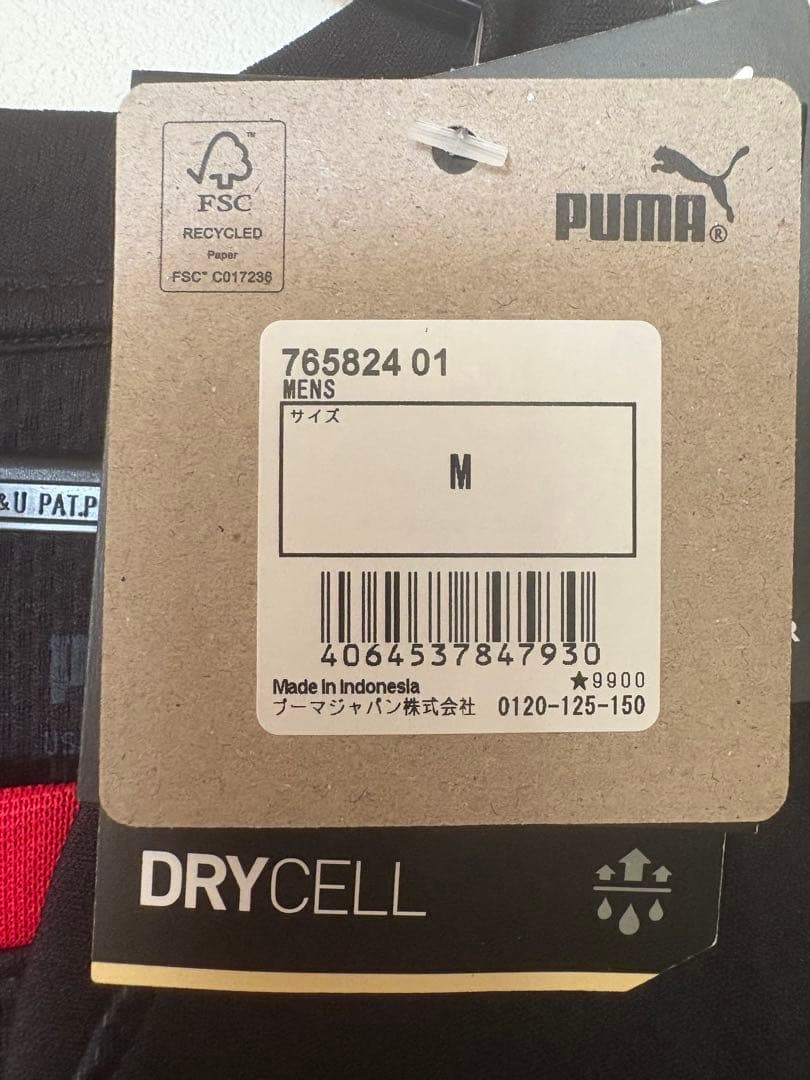 FSC™
RECYCLED
Paper
FSC™ C017236
PUMA®
765824 01
MENS
サイズ
M
4064537847930
★9900
Made in Indonesia
プーマジャパン株式会社 0120-125-150
&U PAT.P
DRYCELL